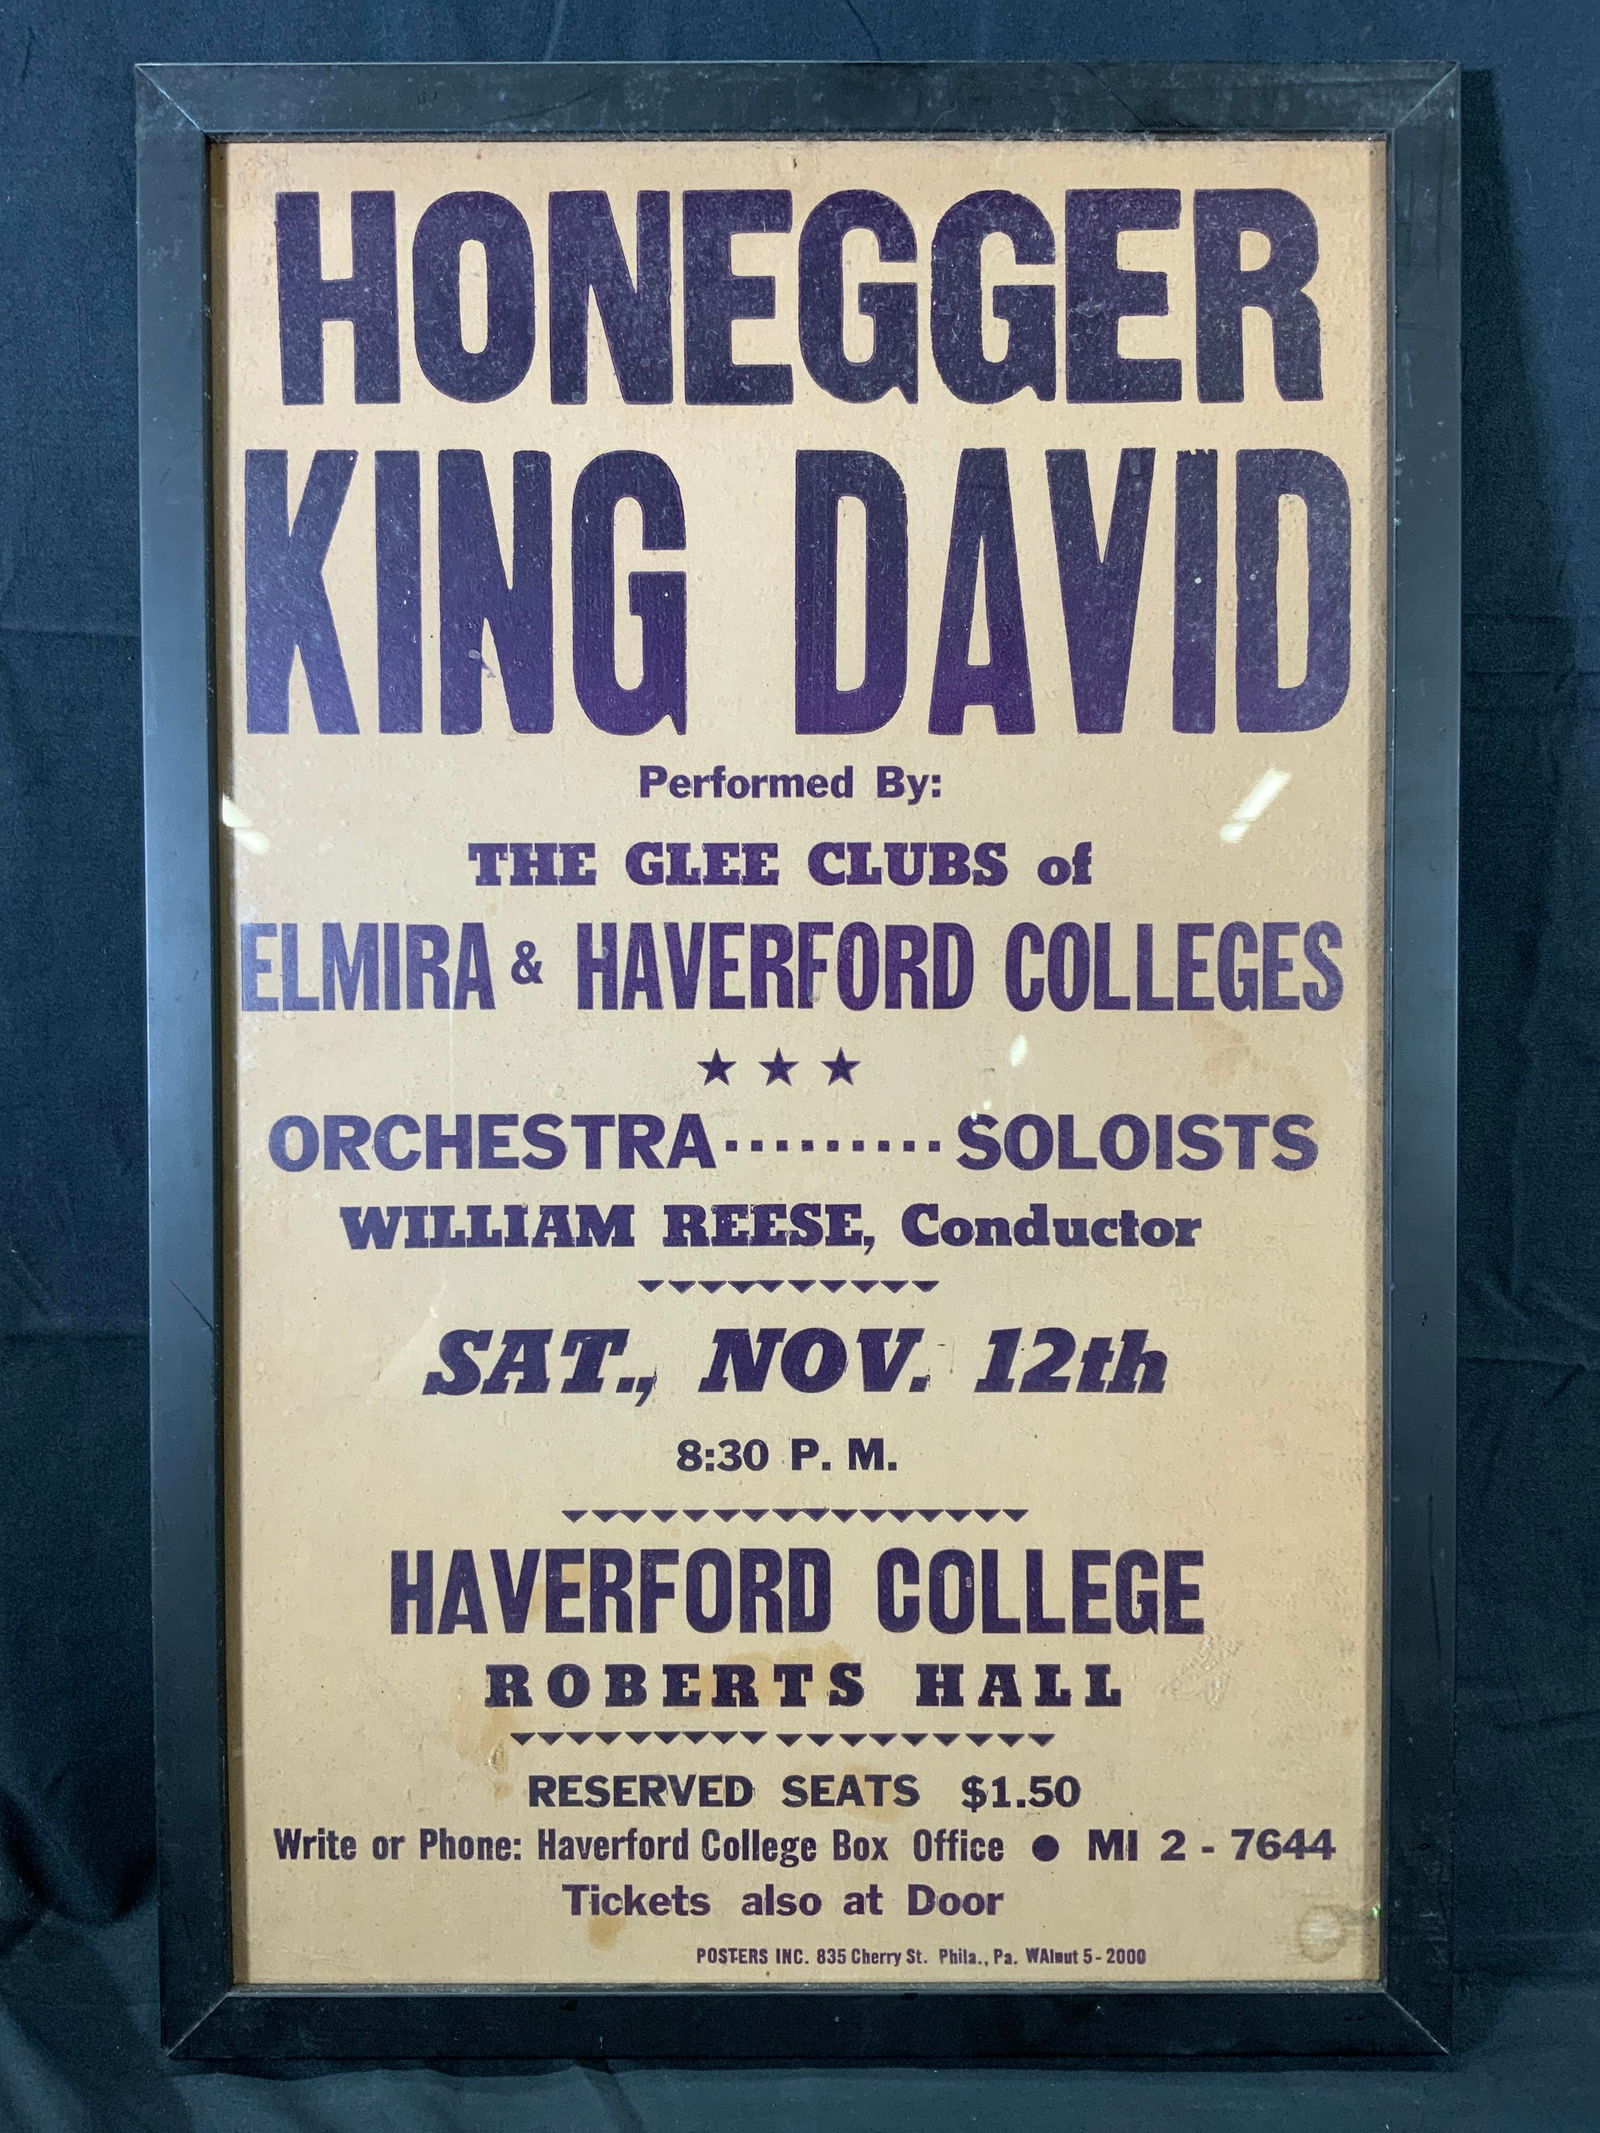 HONEGGER
KING DAVID
Performed By:
THE GLEE CLUBS of
ELMIRA & HAVERFORD COLLEGES
★ ★ ★
ORCHESTRA.........SOLOISTS
WILLIAM REESE, Conductor
SAT., NOV. 12th
8:30 P. M.
HAVERFORD COLLEGE
ROBERTS HALL
RESERVED SEATS $1.50
Write or Phone: Haverford College Box Office ● MI 2 - 7644
Tickets also at Door
POSTERS INC. 835 Cherry St. Phila., Pa. WAlnut 5-2000